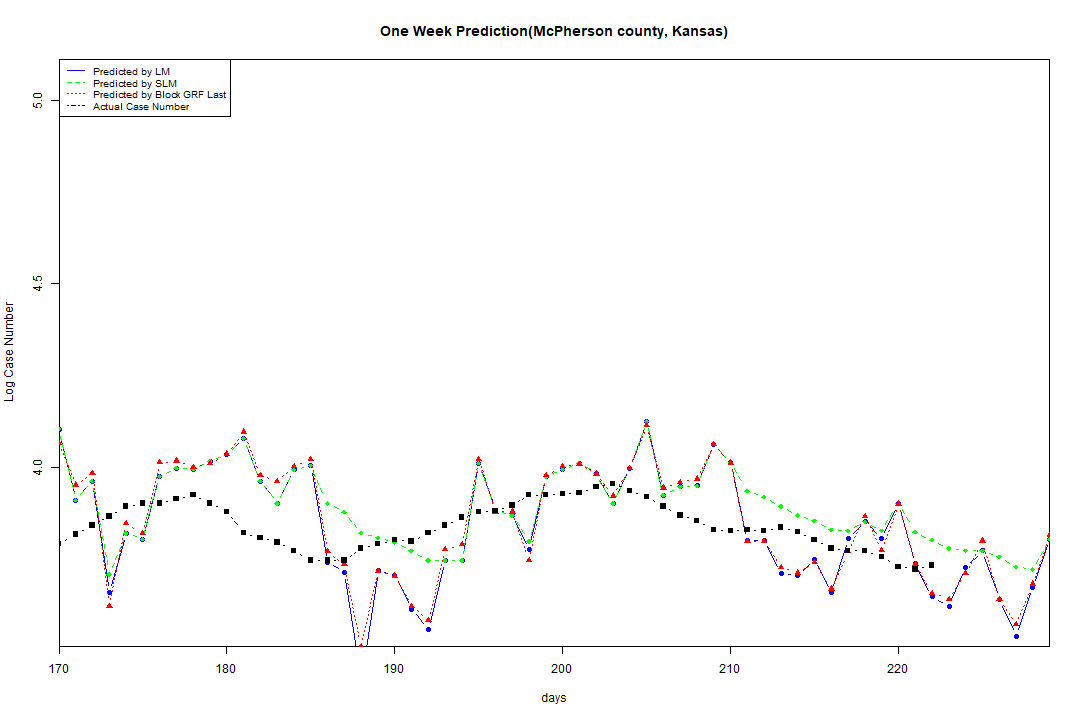 One Week Prediction(McPherson county, Kansas)
Predicted by LM
Predicted by SLM
Predicted by Block GRF Last
Actual Case Number
5.0
4.5
4.0
Log Case Number
170 180 190 200 210 220
days